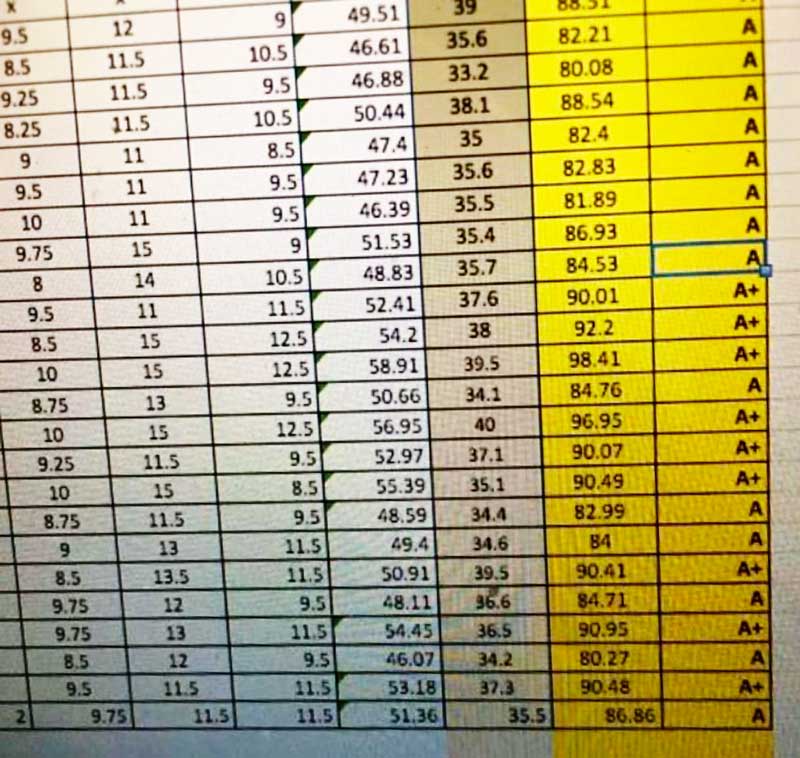 x x
9.5 12 9 49.51 39 88.51
8.5 11.5 10.5 46.61 35.6 82.21 A
9.25 11.5 9.5 46.88 33.2 80.08 A
8.25 11.5 10.5 50.44 38.1 88.54 A
9 11 8.5 47.4 35 82.4 A
9.5 11 9.5 47.23 35.6 82.83 A
10 11 9.5 46.39 35.5 81.89 A
9.75 15 9 51.53 35.4 86.93 A
8 14 10.5 48.83 35.7 84.53 A
9.5 11 11.5 52.41 37.6 90.01 A+
8.5 15 12.5 54.2 38 92.2 A+
10 15 12.5 58.91 39.5 98.41 A+
8.75 13 9.5 50.66 34.1 84.76 A
10 15 12.5 56.95 40 96.95 A+
9.25 11.5 9.5 52.97 37.1 90.07 A+
10 15 8.5 55.39 35.1 90.49 A+
8.75 11.5 9.5 48.59 34.4 82.99 A
9 13 11.5 49.4 34.6 84 A
8.5 13.5 11.5 50.91 39.5 90.41 A+
9.75 12 9.5 48.11 36.6 84.71 A
9.75 13 11.5 54.45 36.5 90.95 A+
8.5 12 9.5 46.07 34.2 80.27 A
9.5 11.5 11.5 53.18 37.3 90.48 A+
2 9.75 11.5 11.5 51.36 35.5 86.86 A